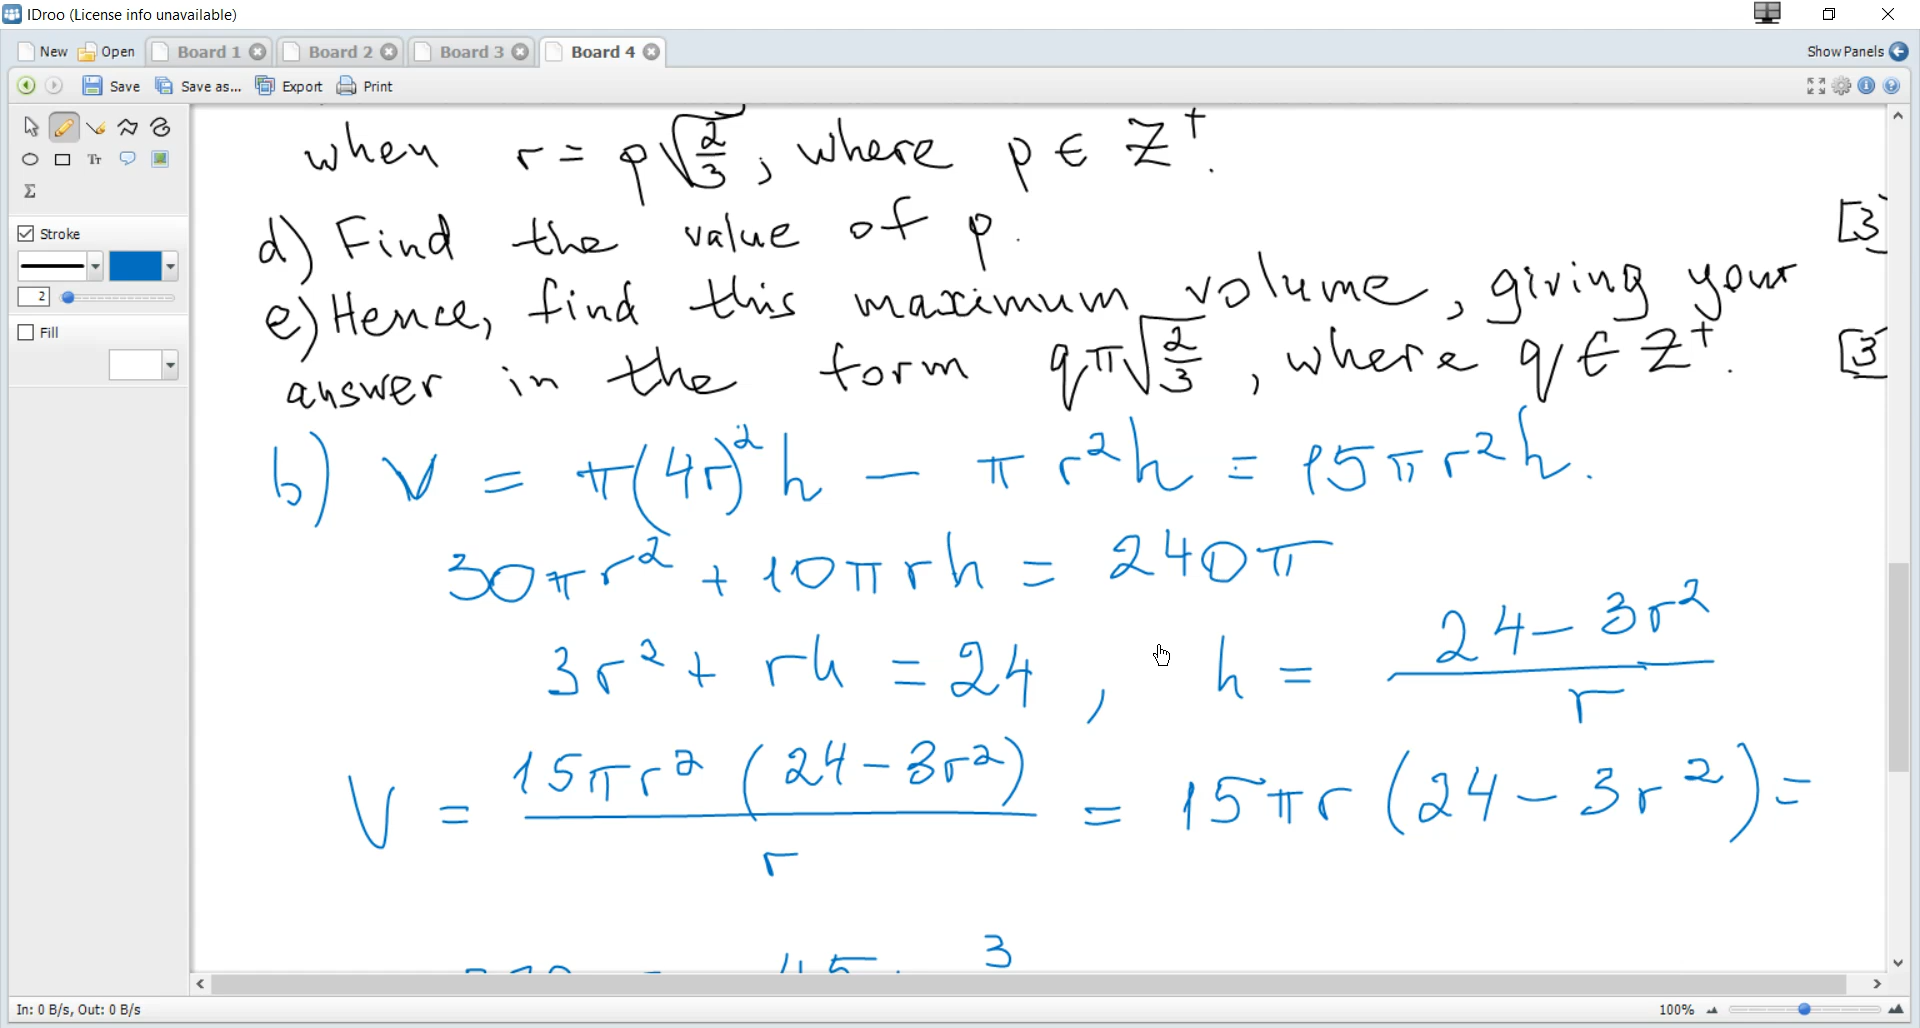 IDroo (License info unavailable)
New Open Board 1 Board 2 Board 3 Board 4 Show Panels
Save Save as... Export Print
when r = p√(2/3), where p ∈ Z⁺.
d) Find the value of p. [3]
e) Hence, find this maximum volume, giving your
answer in the form qπ√(2/3), where q ∈ Z⁺. [3]
b) V = π(4r)²h − πr²h = 15πr²h.
30πr² + 10πrh = 240π
3r² + rh = 24, h = (24 − 3r²)/r
V = 15πr²(24 − 3r²)/r = 15πr(24 − 3r²) =
Tr
Σ
Stroke
2
Fill
In: 0 B/s, Out: 0 B/s 100%